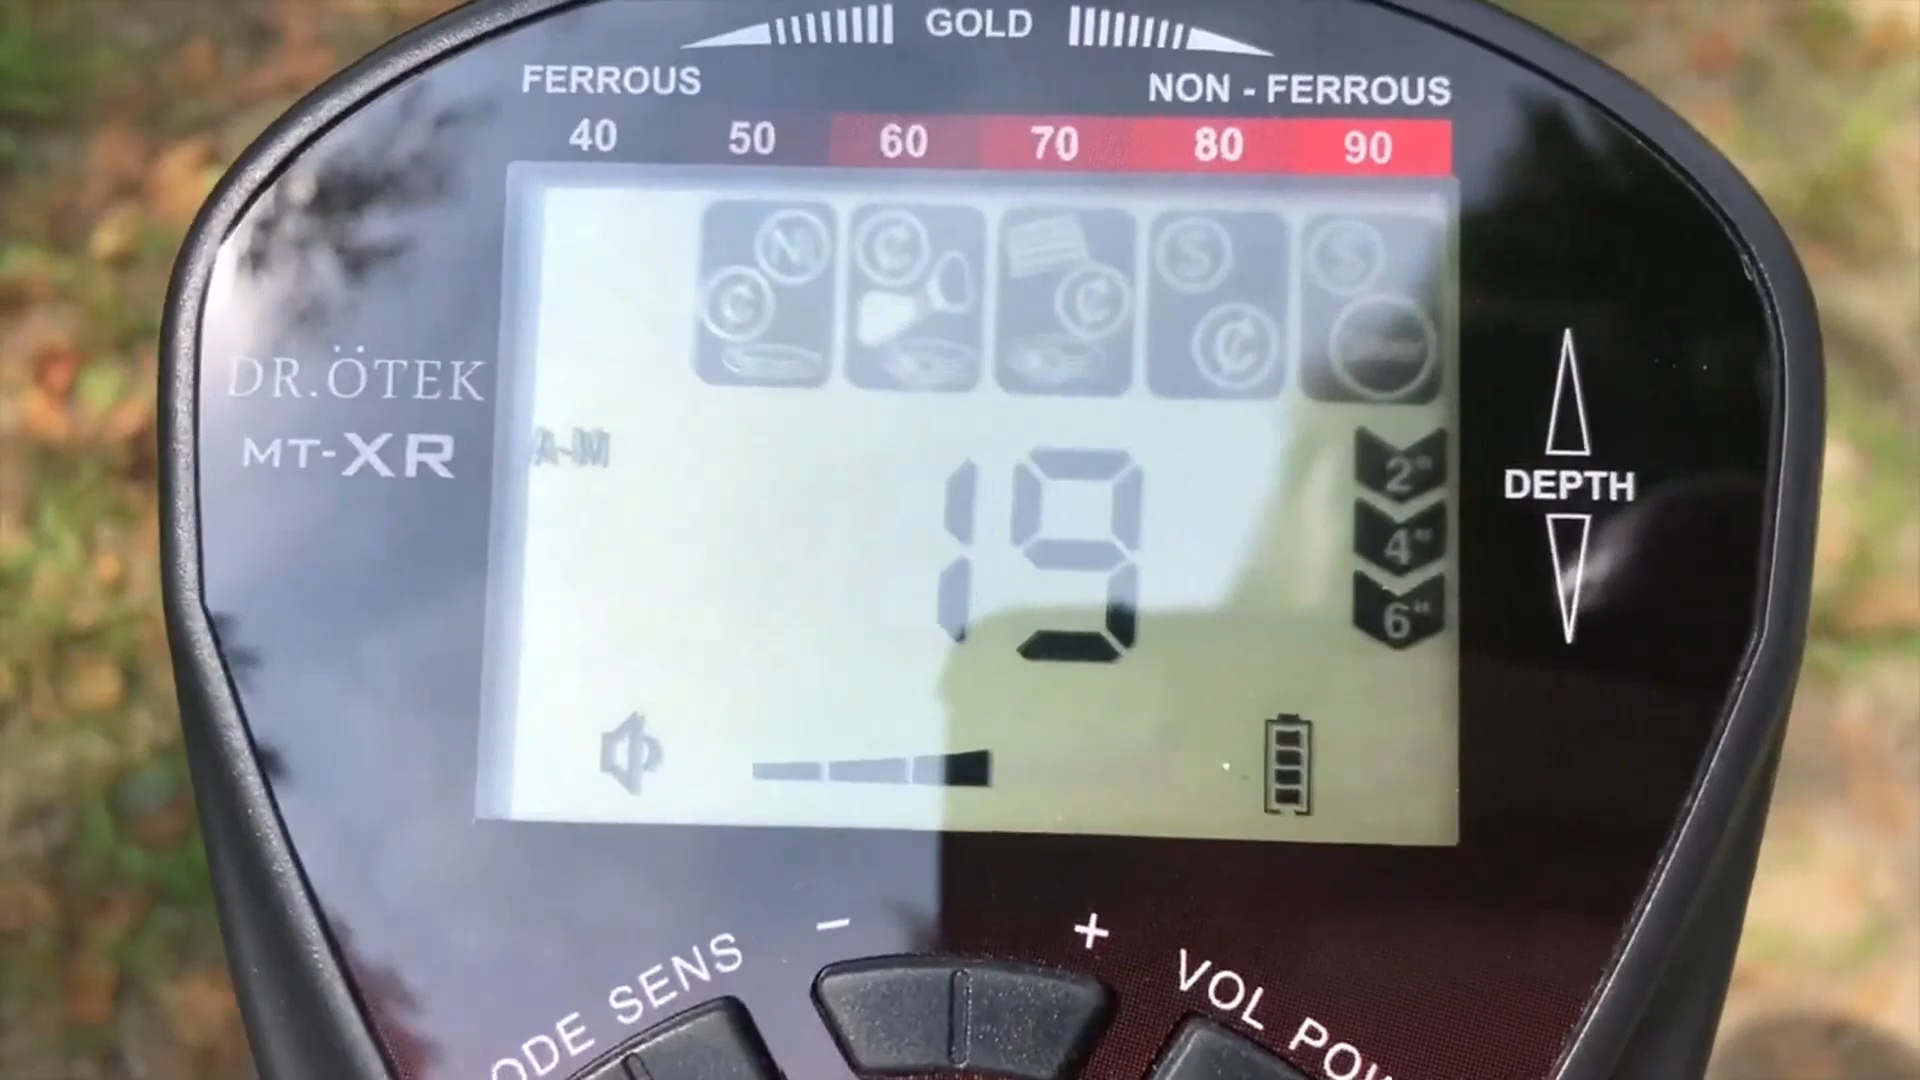 GOLD
FERROUS
NON - FERROUS
40 50 60 70 80 90
N C S S
C C C ₵
DR.ÖTEK
MT-XR
A-M
19
2"
4"
6"
DEPTH
ODE SENS
-
+
VOL POW